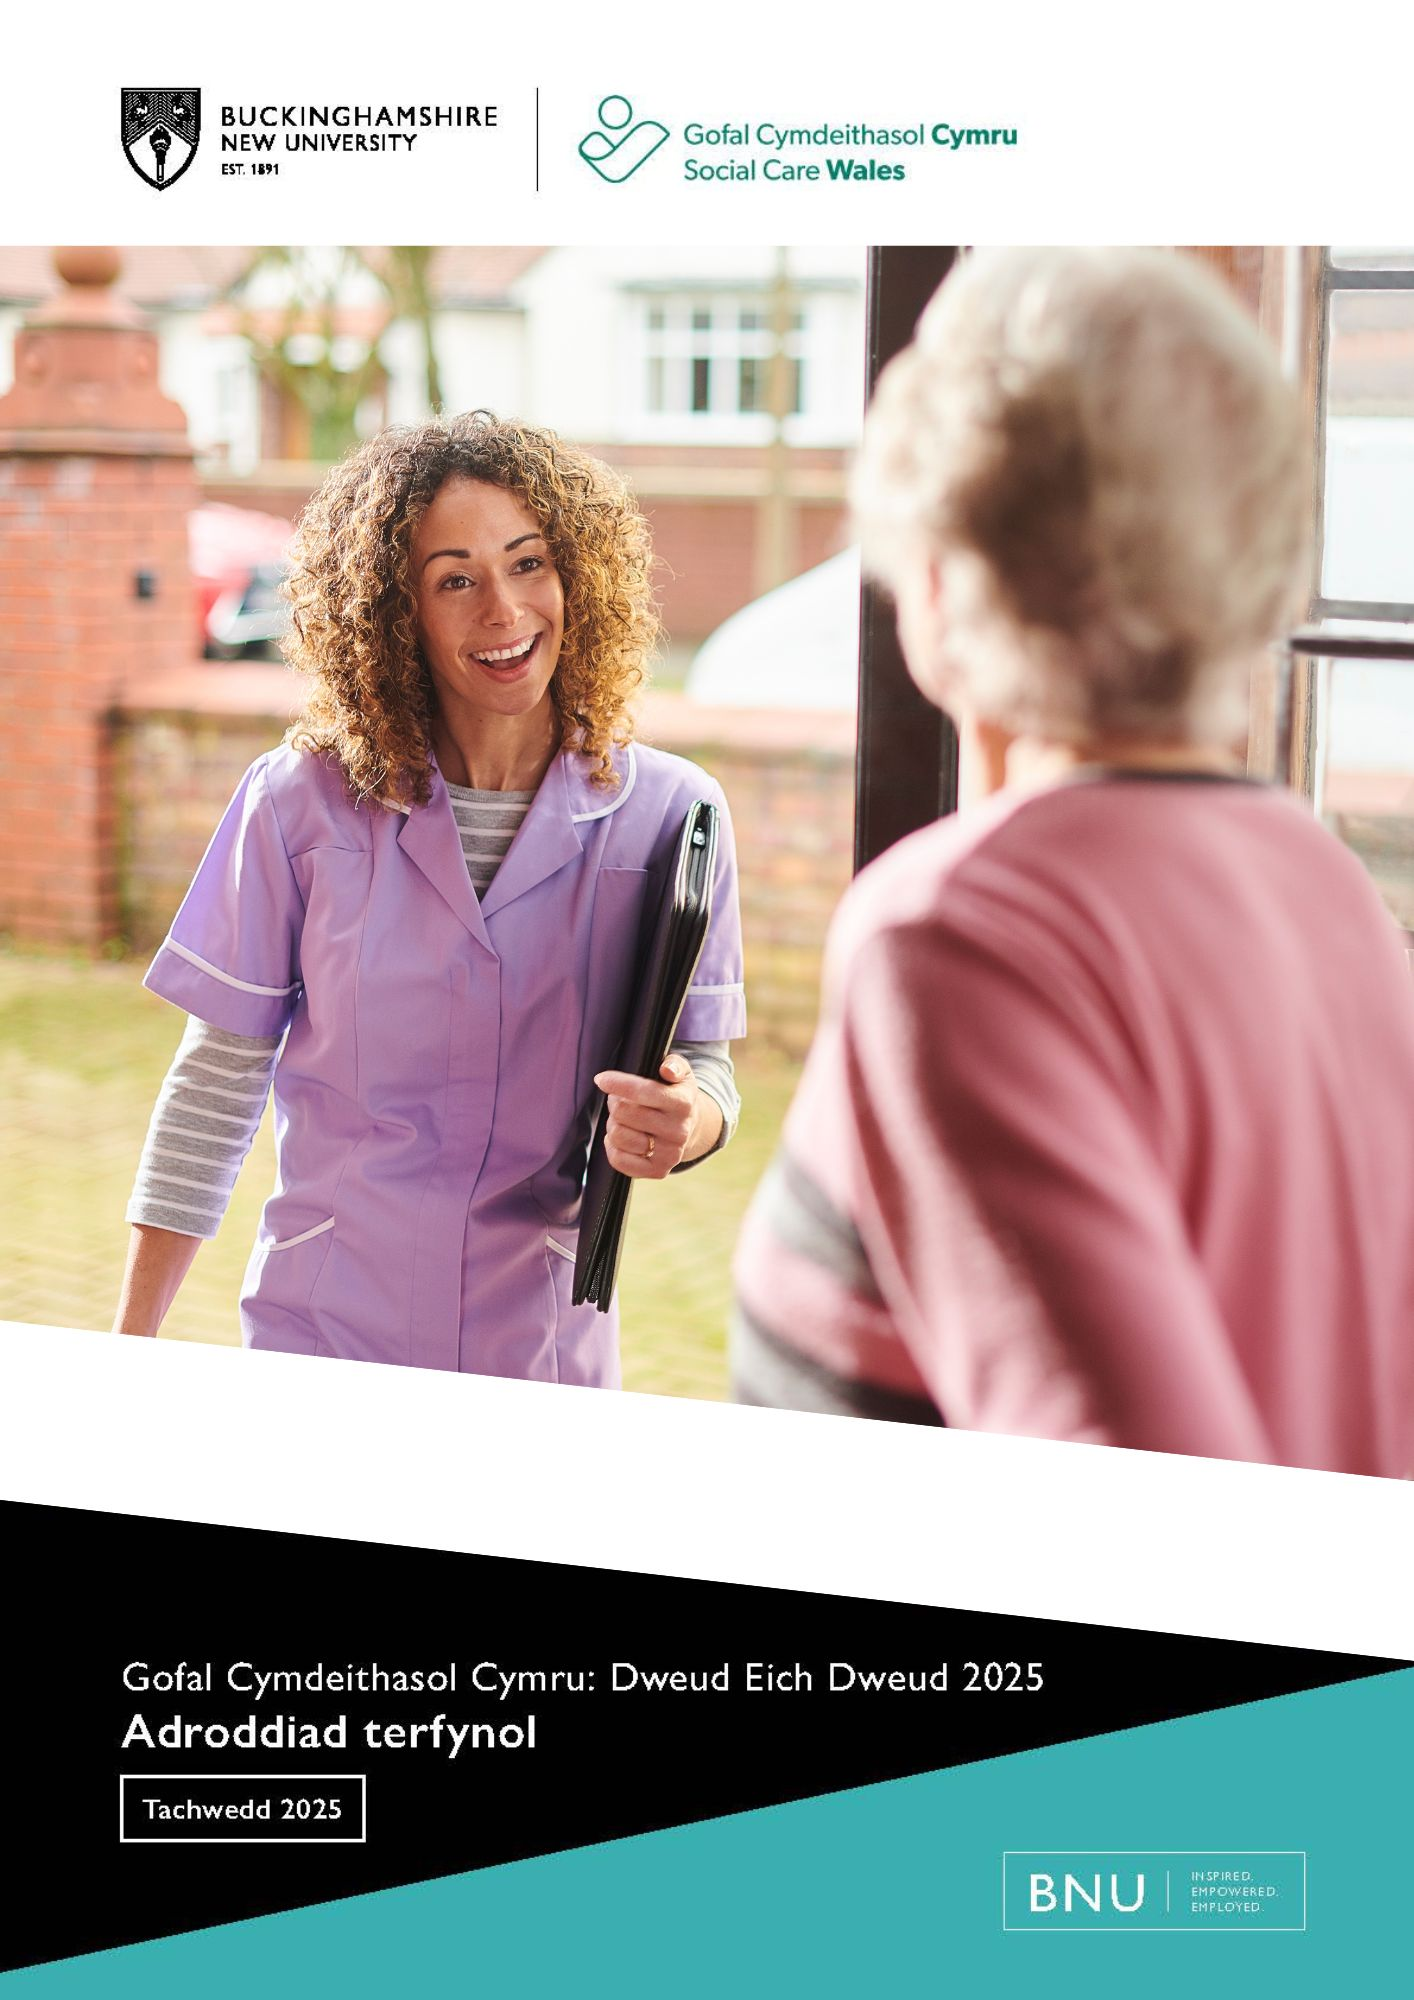 BUCKINGHAMSHIRE
NEW UNIVERSITY
EST. 1891
Gofal Cymdeithasol Cymru
Social Care Wales
Gofal Cymdeithasol Cymru: Dweud Eich Dweud 2025
Adroddiad terfynol
Tachwedd 2025
BNU
INSPIRED.
EMPOWERED.
EMPLOYED.